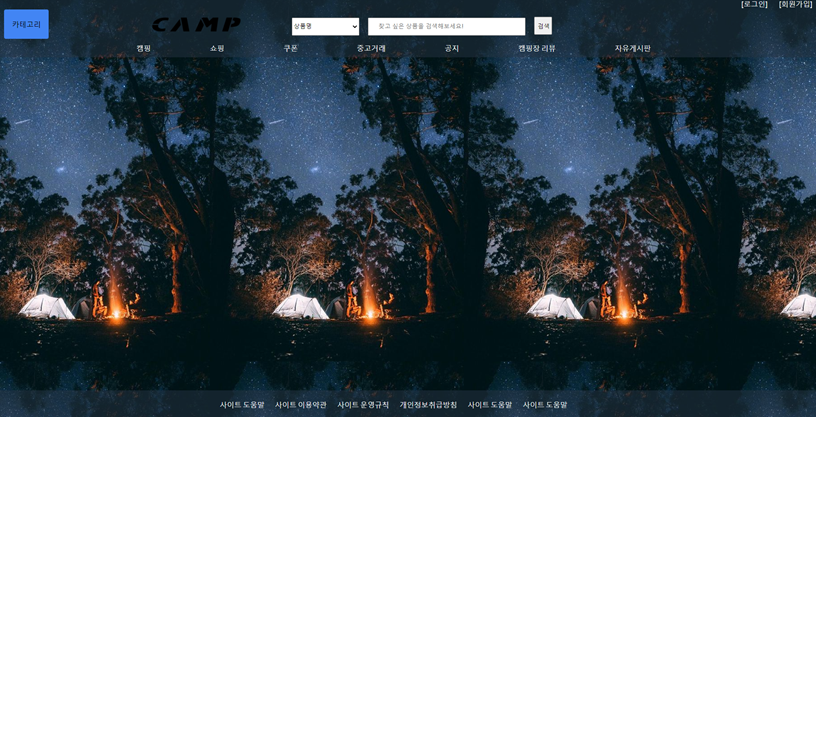 [로그인] [회원가입]
카테고리
CAMP 상품명 찾고 싶은 상품을 검색해보세요! 검색
캠핑 쇼핑 쿠폰 중고거래 공지 캠핑장 리뷰 자유게시판
사이트 도움말 사이트 이용약관 사이트 운영규칙 개인정보취급방침 사이트 도움말 사이트 도움말